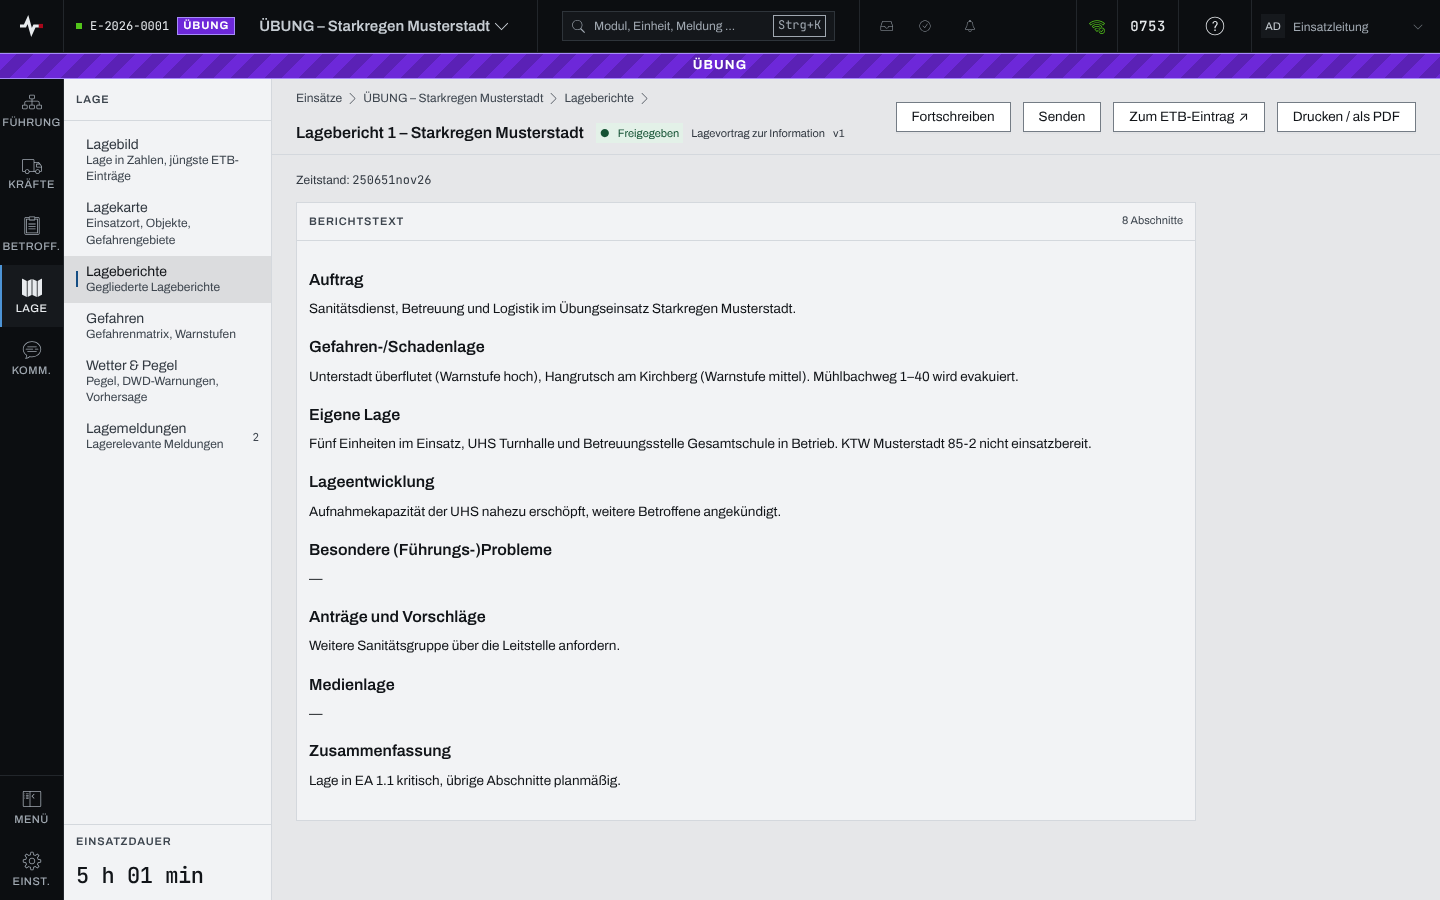 E-2026-0001 ÜBUNG ÜBUNG – Starkregen Musterstadt Modul, Einheit, Meldung ... Strg+K 0753 ? AD Einsatzleitung
ÜBUNG
FÜHRUNG
KRÄFTE
BETROFF.
LAGE
KOMM.
MENÜ
EINST.
LAGE
Lagebild
Lage in Zahlen, jüngste ETB-
Einträge
Lagekarte
Einsatzort, Objekte,
Gefahrengebiete
Lageberichte
Gegliederte Lageberichte
Gefahren
Gefahrenmatrix, Warnstufen
Wetter & Pegel
Pegel, DWD-Warnungen,
Vorhersage
Lagemeldungen
Lagerelevante Meldungen 2
EINSATZDAUER
5 h 01 min
Einsätze ÜBUNG – Starkregen Musterstadt Lageberichte
Lagebericht 1 – Starkregen Musterstadt Freigegeben Lagevortrag zur Information v1
Fortschreiben Senden Zum ETB-Eintrag ↗ Drucken / als PDF
Zeitstand: 250651nov26
BERICHTSTEXT 8 Abschnitte
Auftrag
Sanitätsdienst, Betreuung und Logistik im Übungseinsatz Starkregen Musterstadt.
Gefahren-/Schadenlage
Unterstadt überflutet (Warnstufe hoch), Hangrutsch am Kirchberg (Warnstufe mittel). Mühlbachweg 1–40 wird evakuiert.
Eigene Lage
Fünf Einheiten im Einsatz, UHS Turnhalle und Betreuungsstelle Gesamtschule in Betrieb. KTW Musterstadt 85-2 nicht einsatzbereit.
Lageentwicklung
Aufnahmekapazität der UHS nahezu erschöpft, weitere Betroffene angekündigt.
Besondere (Führungs-)Probleme
—
Anträge und Vorschläge
Weitere Sanitätsgruppe über die Leitstelle anfordern.
Medienlage
—
Zusammenfassung
Lage in EA 1.1 kritisch, übrige Abschnitte planmäßig.